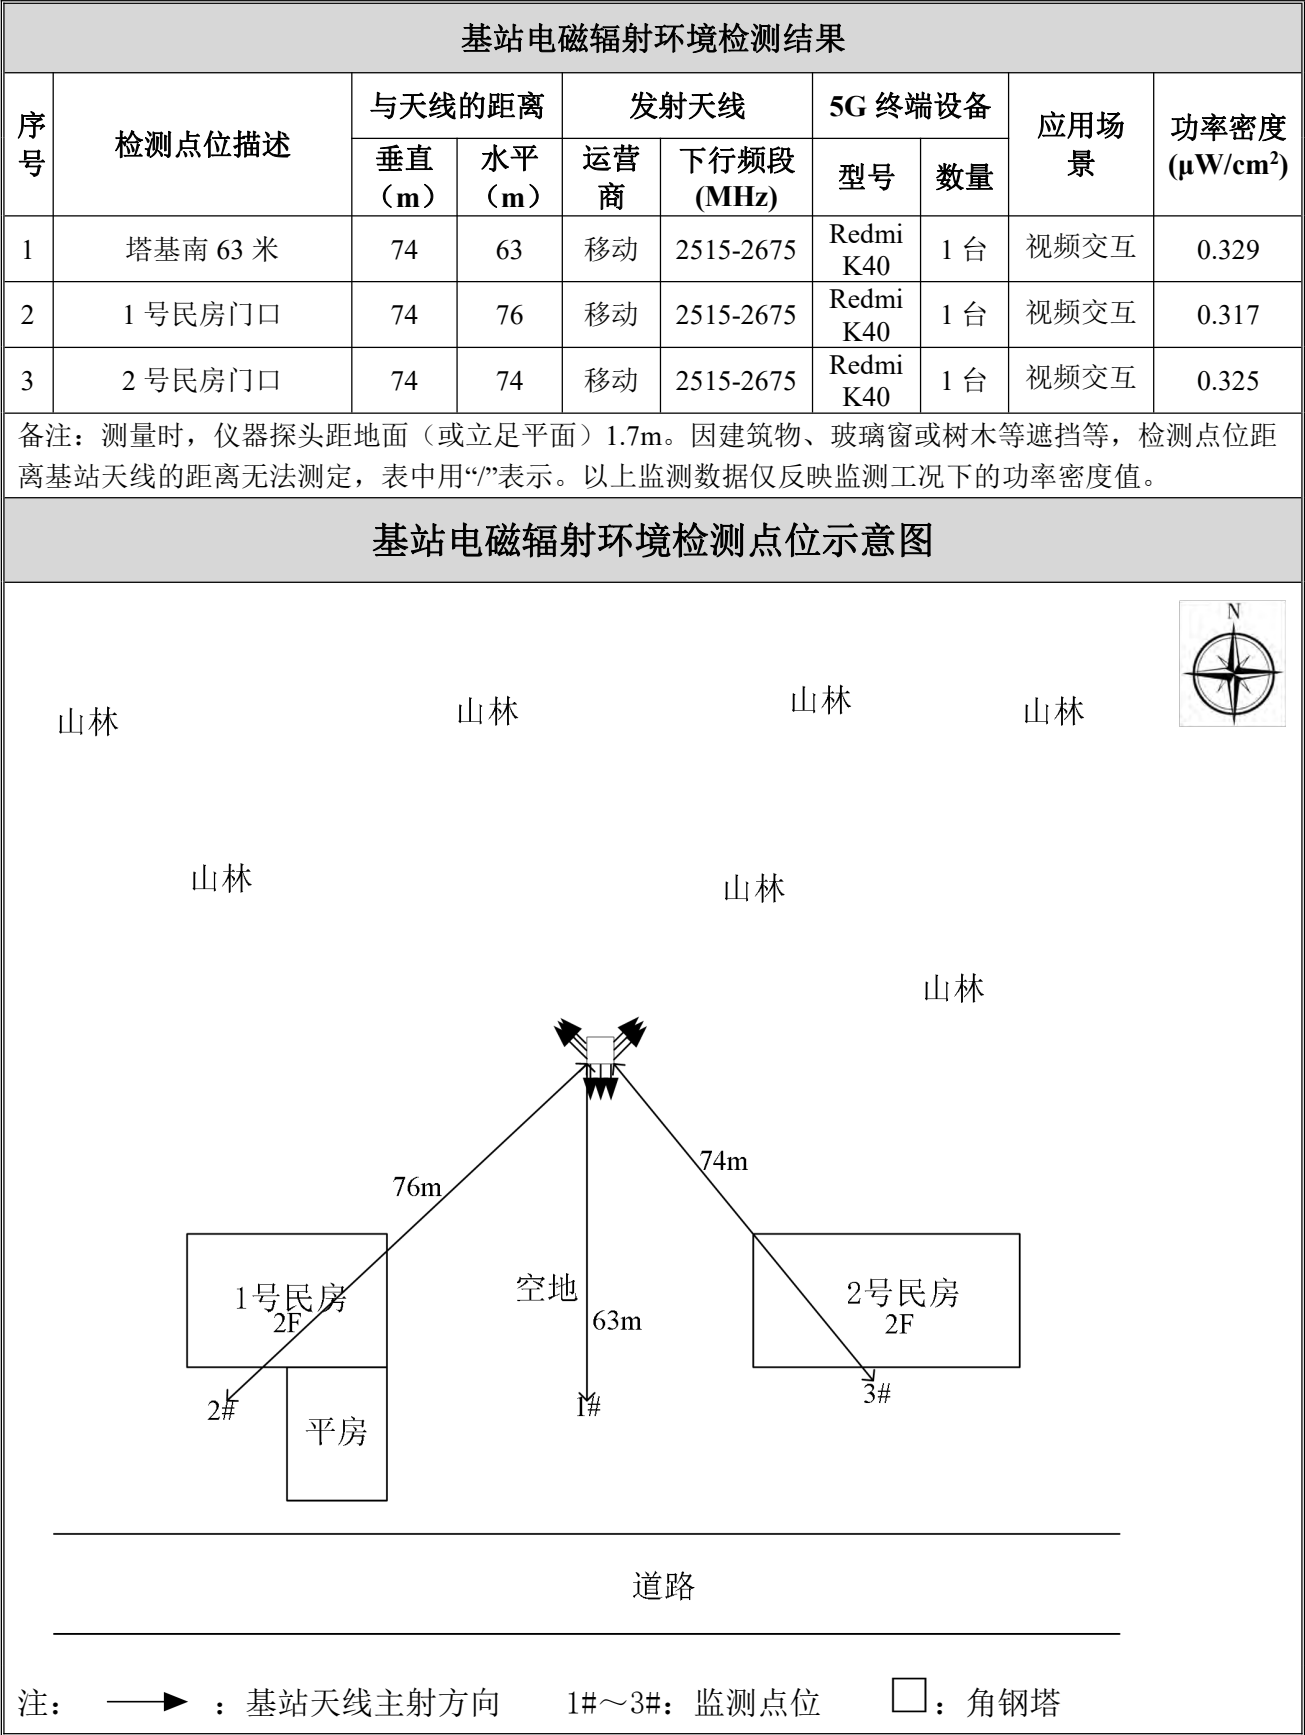 基站电磁辐射环境检测结果
序号 检测点位描述 与天线的距离 发射天线 5G 终端设备 应用场景 功率密度(μW/cm²)
垂直（m） 水平（m） 运营商 下行频段(MHz) 型号 数量
1 塔基南 63 米 74 63 移动 2515-2675 Redmi K40 1 台 视频交互 0.329
2 1 号民房门口 74 76 移动 2515-2675 Redmi K40 1 台 视频交互 0.317
3 2 号民房门口 74 74 移动 2515-2675 Redmi K40 1 台 视频交互 0.325
备注：测量时，仪器探头距地面（或立足平面）1.7m。因建筑物、玻璃窗或树木等遮挡等，检测点位距
离基站天线的距离无法测定，表中用“/”表示。以上监测数据仅反映监测工况下的功率密度值。
基站电磁辐射环境检测点位示意图
N
山林 山林 山林 山林
山林 山林
山林
74m
76m
1号民房
2F
空地
63m
2号民房
2F
2# 1# 3#
平房
道路
注： ：基站天线主射方向 1#～3#：监测点位 ：角钢塔